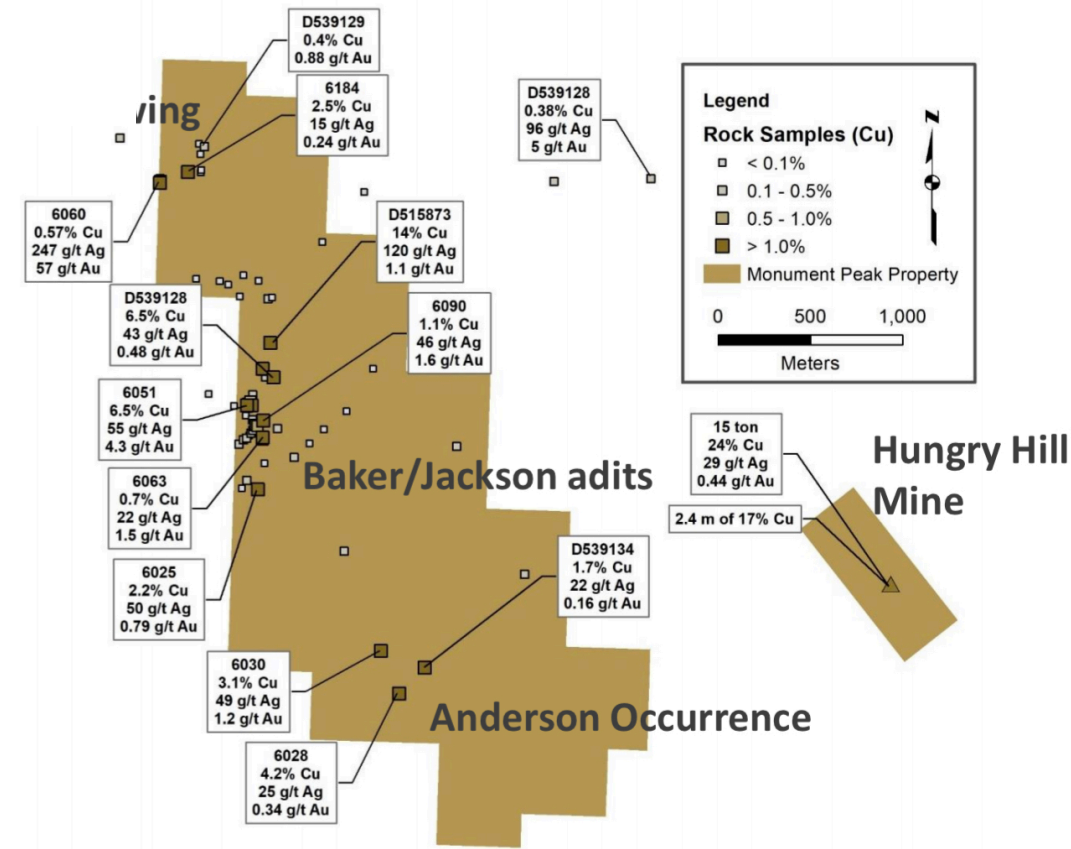 D539129
0.4% Cu
0.88 g/t Au
6184
2.5% Cu
15 g/t Ag
0.24 g/t Au
D539128
0.38% Cu
96 g/t Ag
5 g/t Au
6060
0.57% Cu
247 g/t Ag
57 g/t Au
D515873
14% Cu
120 g/t Ag
1.1 g/t Au
D539128
6.5% Cu
43 g/t Ag
0.48 g/t Au
6090
1.1% Cu
46 g/t Ag
1.6 g/t Au
6051
6.5% Cu
55 g/t Ag
4.3 g/t Au
6063
0.7% Cu
22 g/t Ag
1.5 g/t Au
6025
2.2% Cu
50 g/t Ag
0.79 g/t Au
Baker/Jackson adits
D539134
1.7% Cu
22 g/t Ag
0.16 g/t Au
6030
3.1% Cu
49 g/t Ag
1.2 g/t Au
Anderson Occurrence
6028
4.2% Cu
25 g/t Ag
0.34 g/t Au
Legend
Rock Samples (Cu)
< 0.1%
0.1 - 0.5%
0.5 - 1.0%
> 1.0%
Monument Peak Property
0 500 1,000
Meters
N
15 ton
24% Cu
29 g/t Ag
0.44 g/t Au
2.4 m of 17% Cu
Hungry Hill
Mine